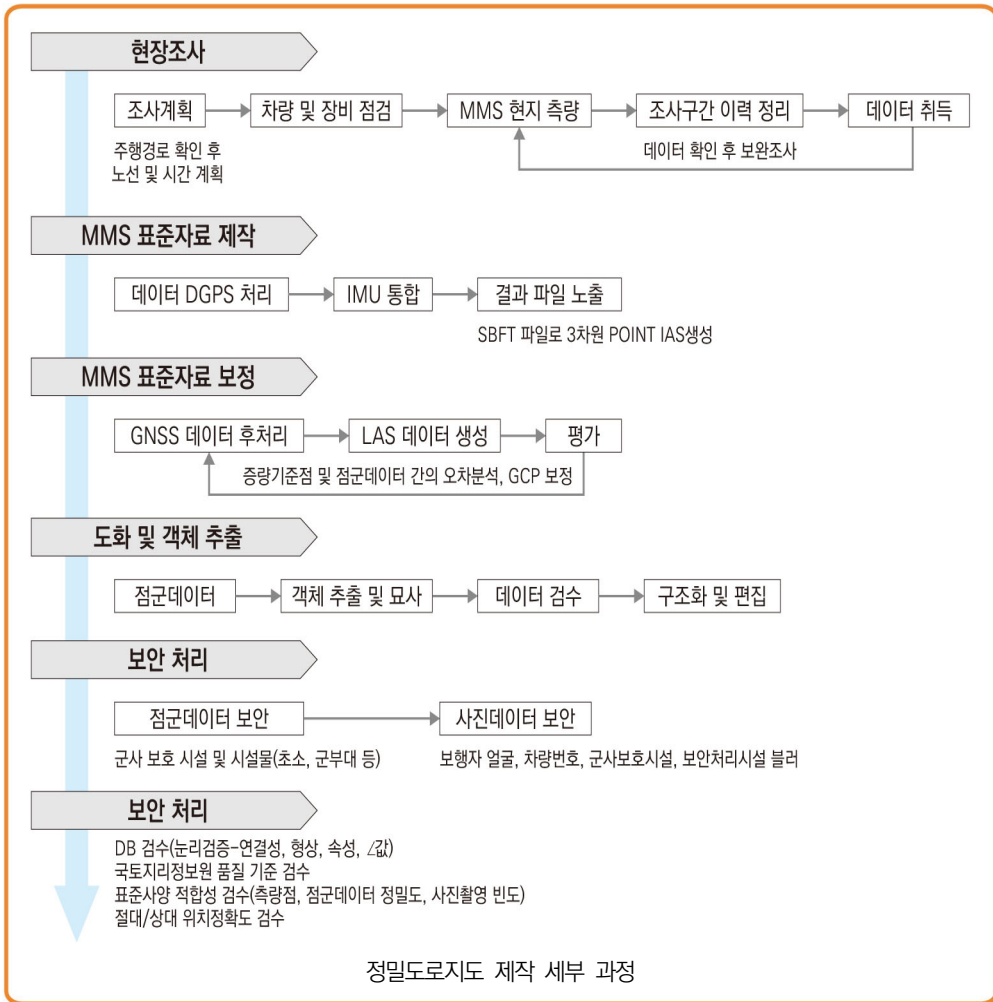 현장조사
조사계획
차량 및 장비 점검
MMS 현지 측량
조사구간 이력 정리
데이터 취득
주행경로 확인 후
노선 및 시간 계획
데이터 확인 후 보완조사
MMS 표준자료 제작
데이터 DGPS 처리
IMU 통합
결과 파일 노출
SBFT 파일로 3차원 POINT IAS생성
MMS 표준자료 보정
GNSS 데이터 후처리
LAS 데이터 생성
평가
증량기준점 및 점군데이터 간의 오차분석, GCP 보정
도화 및 객체 추출
점군데이터
객체 추출 및 묘사
데이터 검수
구조화 및 편집
보안 처리
점군데이터 보안
사진데이터 보안
군사 보호 시설 및 시설물(초소, 군부대 등)
보행자 얼굴, 차량번호, 군사보호시설, 보안처리시설 블러
보안 처리
DB 검수(눈리검증-연결성, 형상, 속성, ∠값)
국토지리정보원 품질 기준 검수
표준사양 적합성 검수(측량점, 점군데이터 정밀도, 사진촬영 빈도)
절대/상대 위치정확도 검수
정밀도로지도 제작 세부 과정